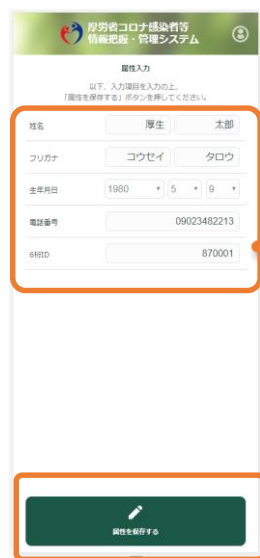 厚労省コロナ感染者等
情報把握・管理システム
属性入力
以下、入力項目を入力の上、
「属性を保存する」ボタンを押してください。
姓名 厚生 太郎
フリガナ コウセイ タロウ
生年月日 1980 5 9
電話番号 09023482213
6桁ID 870001
属性を保存する